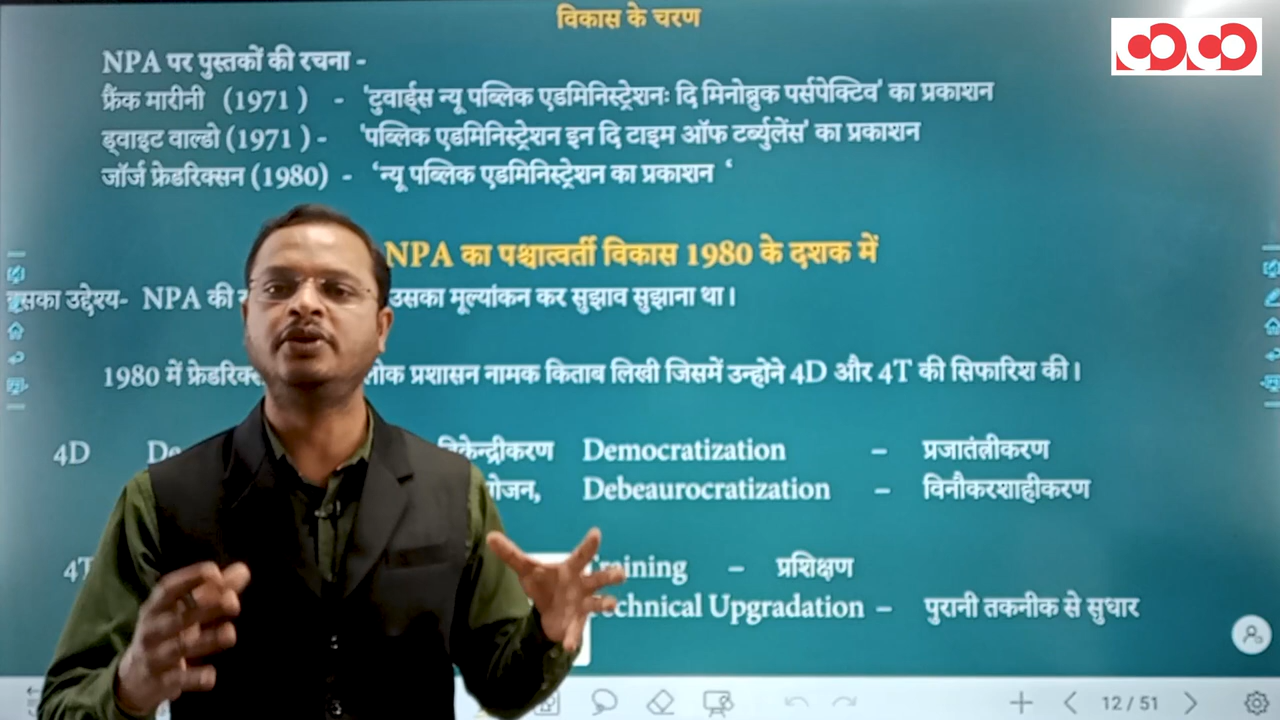 विकास के चरण
NPA पर पुस्तकों की रचना -
फ्रैंक मारीनी (1971 ) - 'टुवार्ड्स न्यू पब्लिक एडमिनिस्ट्रेशनः दि मिनोब्रुक पर्सपेक्टिव' का प्रकाशन
ड्वाइट वाल्डो (1971 ) - 'पब्लिक एडमिनिस्ट्रेशन इन दि टाइम ऑफ टर्ब्युलेंस' का प्रकाशन
जॉर्ज फ्रेडरिक्सन (1980) - ‘न्यू पब्लिक एडमिनिस्ट्रेशन का प्रकाशन ‘
NPA का पश्चात्वर्ती विकास 1980 के दशक में
इसका उद्देश्य- NPA की उसका मूल्यांकन कर सुझाव सुझाना था।
1980 में लोक प्रशासन नामक किताब लिखी जिसमें उन्होने 4D और 4T की सिफारिश की।
4D De Democratization – प्रजातंत्रीकरण
Debeaurocratization – विनौकरशाहीकरण
4T Training – प्रशिक्षण
Technical Upgradation – पुरानी तकनीक से सुधार
12 / 51